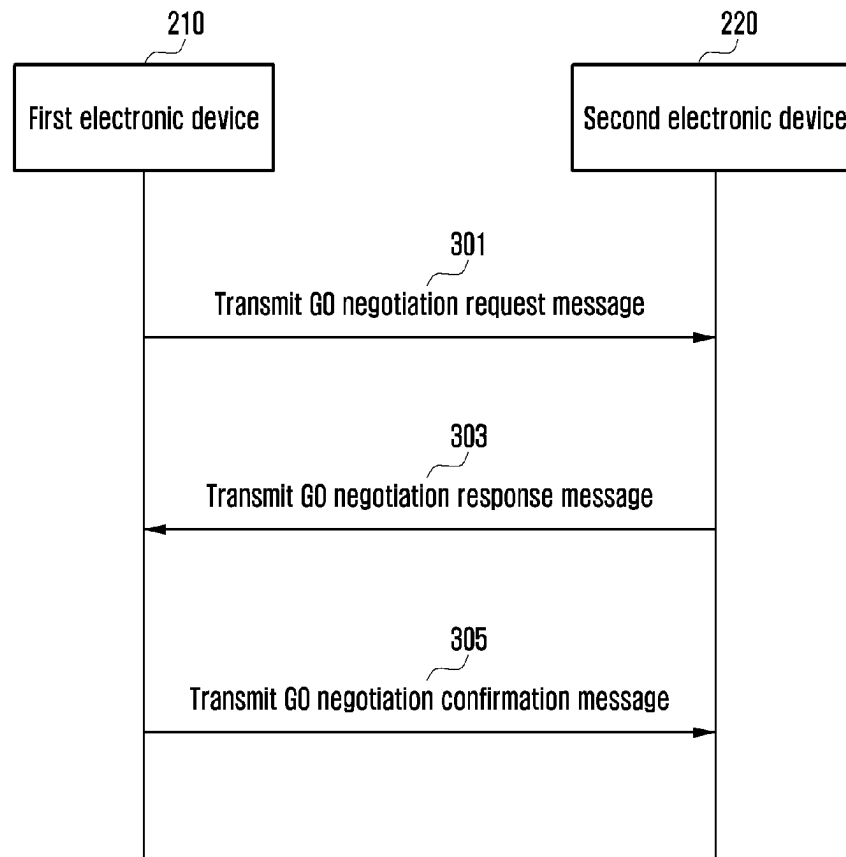 210
220
First electronic device
Second electronic device
301
Transmit GO negotiation request message
303
Transmit GO negotiation response message
305
Transmit GO negotiation confirmation message